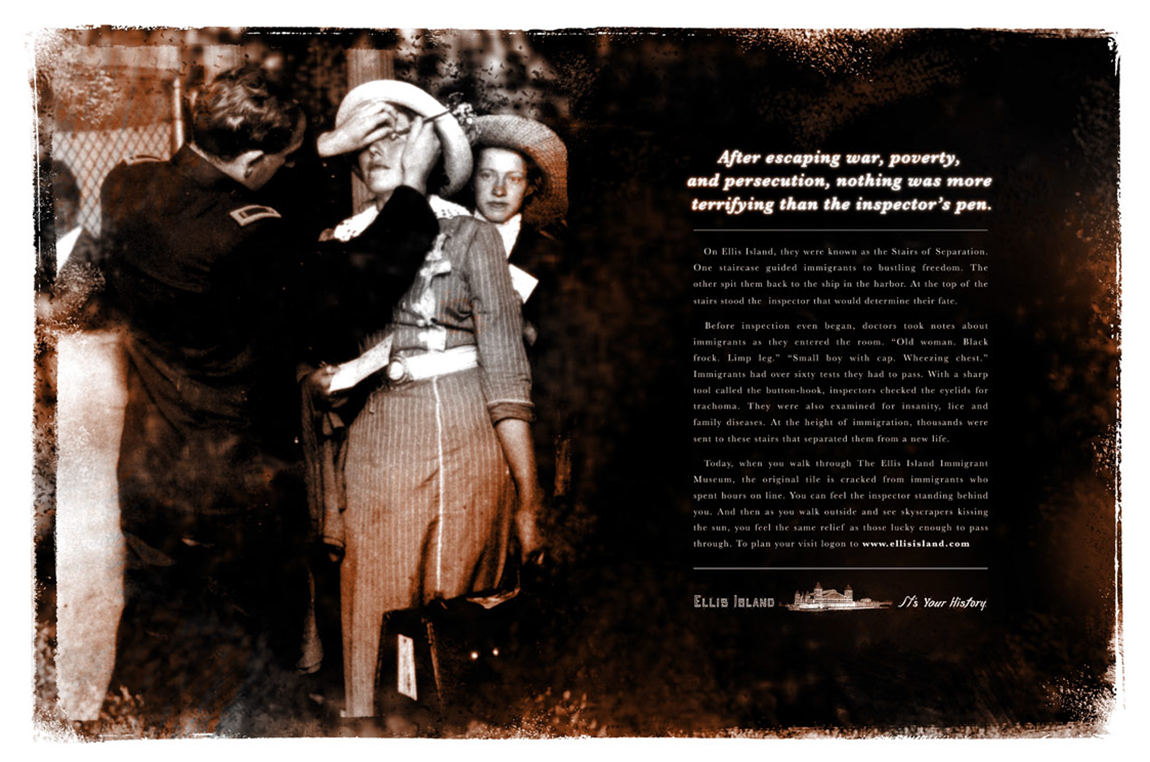 After escaping war, poverty,
and persecution, nothing was more
terrifying than the inspector's pen.
On Ellis Island, they were known as the Stairs of Separation.
One staircase guided immigrants to bustling freedom. The
other spit them back to the ship in the harbor. At the top of the
stairs stood the inspector that would determine their fate.
Before inspection even began, doctors took notes about
immigrants as they entered the room. “Old woman. Black
frock. Limp leg.” “Small boy with cap. Wheezing chest.”
Immigrants had over sixty tests they had to pass. With a sharp
tool called the button-hook, inspectors checked the eyelids for
trachoma. They were also examined for insanity, lice and
family diseases. At the height of immigration, thousands were
sent to these stairs that separated them from a new life.
Today, when you walk through The Ellis Island Immigrant
Museum, the original tile is cracked from immigrants who
spent hours on line. You can feel the inspector standing behind
you. And then as you walk outside and see skyscrapers kissing
the sun, you feel the same relief as those lucky enough to pass
through. To plan your visit logon to www.ellisisland.com
Ellis Island It's Your History.